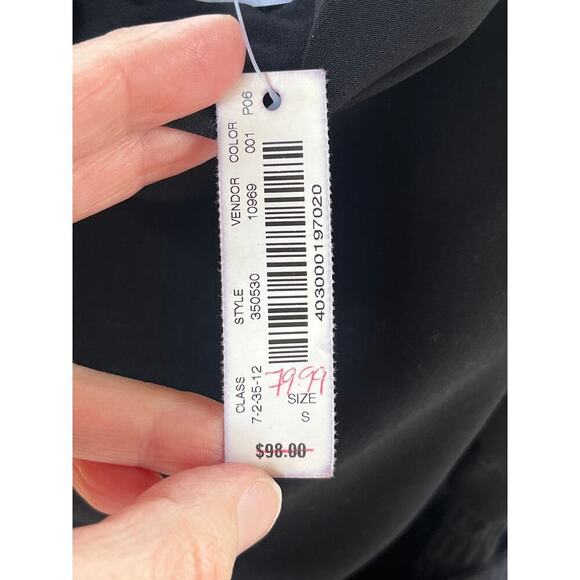 CLASS STYLE VENDOR COLOR P06
7-2-35-12 350530 10969 001
403000197020
79.99
SIZE
S
$98.00